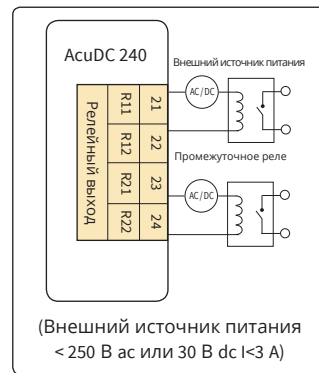 AcuDC 240
Внешний источник питания
AC/DC
Релейный выход
R11 21
R12 22
Промежуточное реле
R21 23
AC/DC
R22 24
(Внешний источник питания
< 250 В ac или 30 В dc I<3 А)